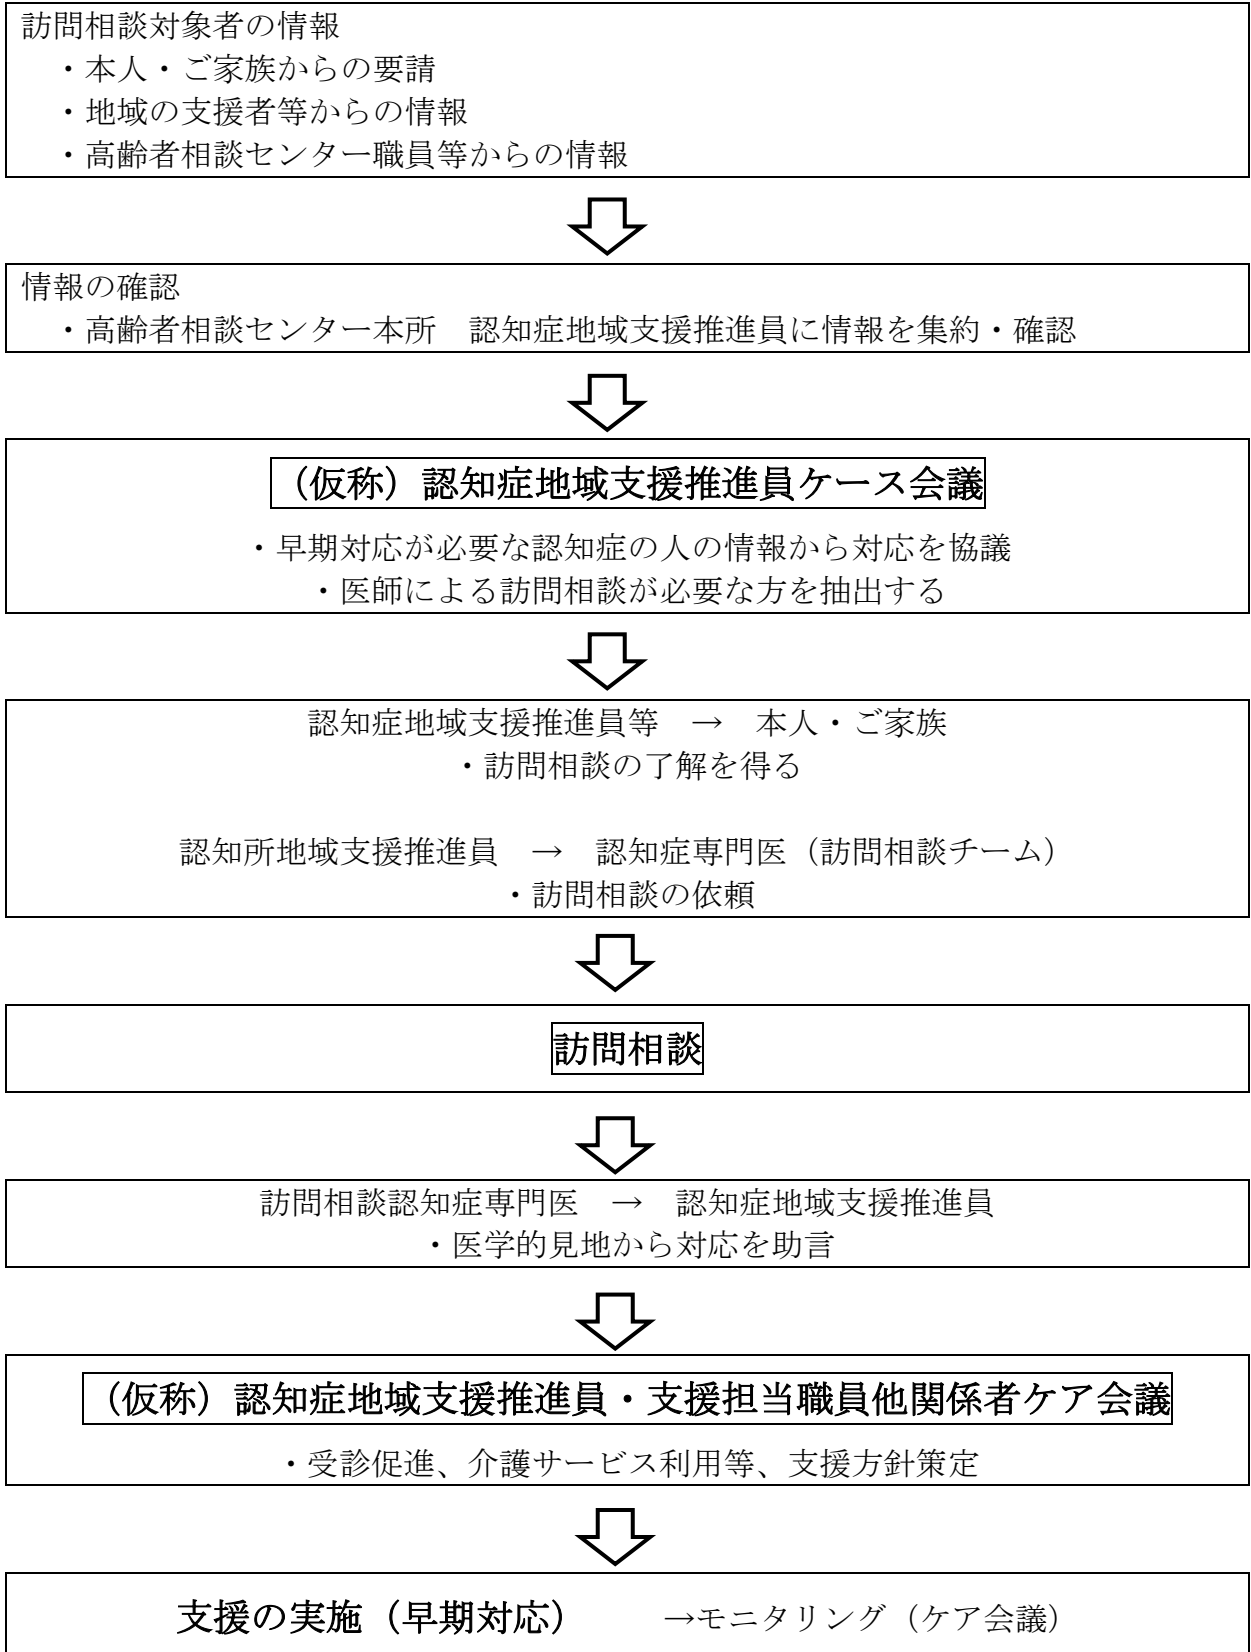 訪問相談対象者の情報
・本人・ご家族からの要請
・地域の支援者等からの情報
・高齢者相談センター職員等からの情報
情報の確認
・高齢者相談センター本所　認知症地域支援推進員に情報を集約・確認
（仮称）認知症地域支援推進員ケース会議
・早期対応が必要な認知症の人の情報から対応を協議
・医師による訪問相談が必要な方を抽出する
認知症地域支援推進員等　→　本人・ご家族
・訪問相談の了解を得る
認知所地域支援推進員　→　認知症専門医（訪問相談チーム）
・訪問相談の依頼
訪問相談
訪問相談認知症専門医　→　認知症地域支援推進員
・医学的見地から対応を助言
（仮称）認知症地域支援推進員・支援担当職員他関係者ケア会議
・受診促進、介護サービス利用等、支援方針策定
支援の実施（早期対応）　→モニタリング（ケア会議）